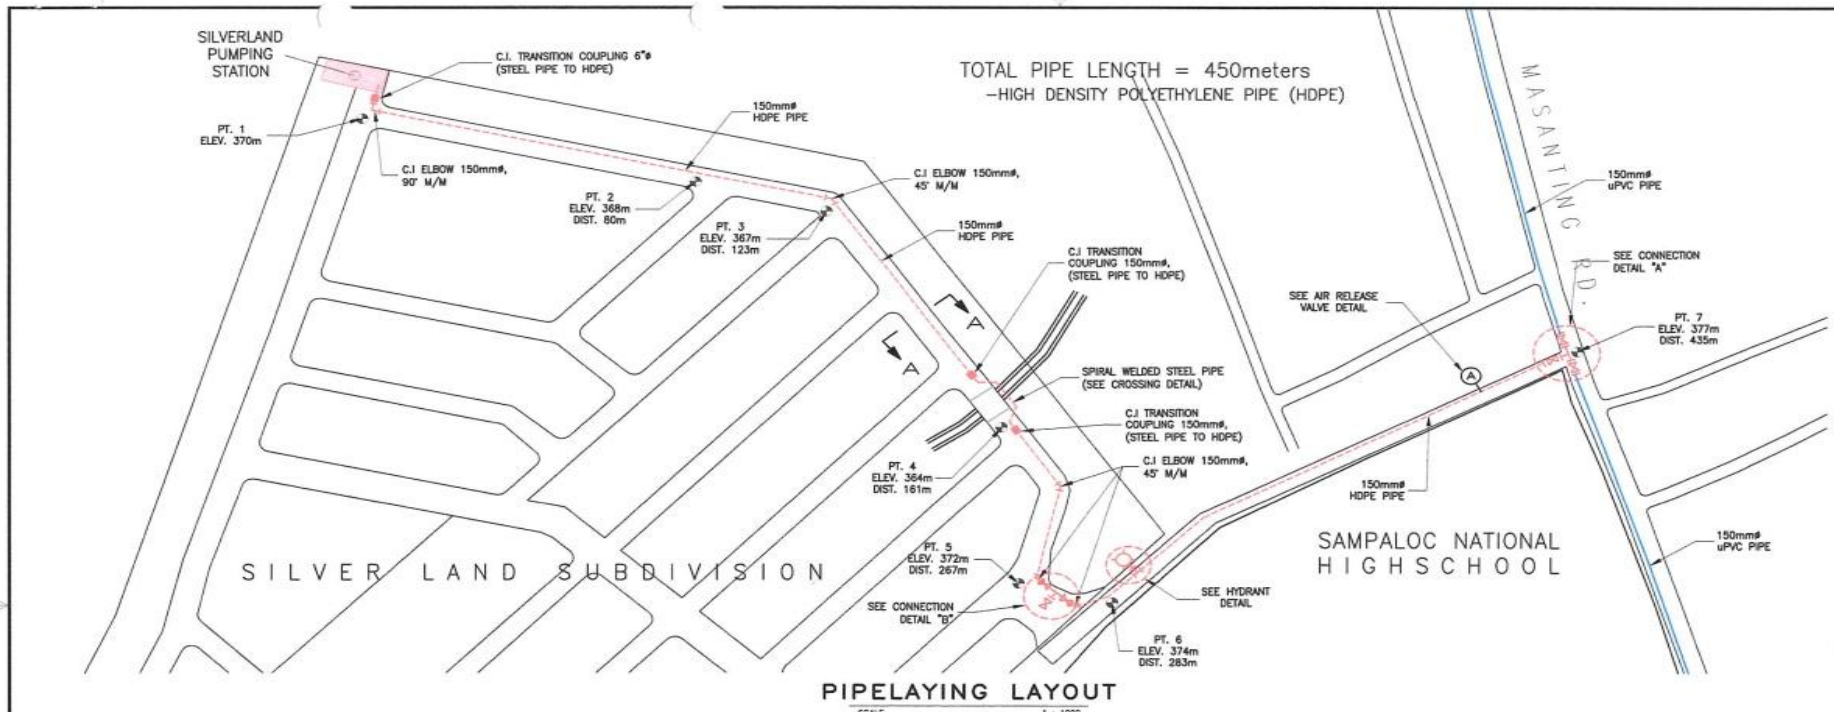 SILVERLAND
PUMPING
STATION
C.I. TRANSITION COUPLING 6"ø
(STEEL PIPE TO HDPE)
TOTAL PIPE LENGTH = 450meters
-HIGH DENSITY POLYETHYLENE PIPE (HDPE)
MASANTING RD.
150mmø
HDPE PIPE
PT. 1
ELEV. 370m
C.I ELBOW 150mmø,
90° M/M
C.I ELBOW 150mmø,
45° M/M
150mmø
uPVC PIPE
PT. 2
ELEV. 368m
DIST. 80m
PT. 3
ELEV. 367m
DIST. 123m
150mmø
HDPE PIPE
C.I TRANSITION
COUPLING 150mmø,
(STEEL PIPE TO HDPE)
SEE CONNECTION
DETAIL "A"
SEE AIR RELEASE
VALVE DETAIL
PT. 7
ELEV. 377m
DIST. 435m
A
A
A
SPIRAL WELDED STEEL PIPE
(SEE CROSSING DETAIL)
C.I TRANSITION
COUPLING 150mmø,
(STEEL PIPE TO HDPE)
PT. 4
ELEV. 364m
DIST. 161m
C.I ELBOW 150mmø,
45° M/M
150mmø
HDPE PIPE
SAMPALOC NATIONAL
HIGHSCHOOL
150mmø
uPVC PIPE
SILVER LAND SUBDIVISION
PT. 5
ELEV. 372m
DIST. 267m
SEE CONNECTION
DETAIL "B"
SEE HYDRANT
DETAIL
PT. 6
ELEV. 374m
DIST. 283m
PIPELAYING LAYOUT